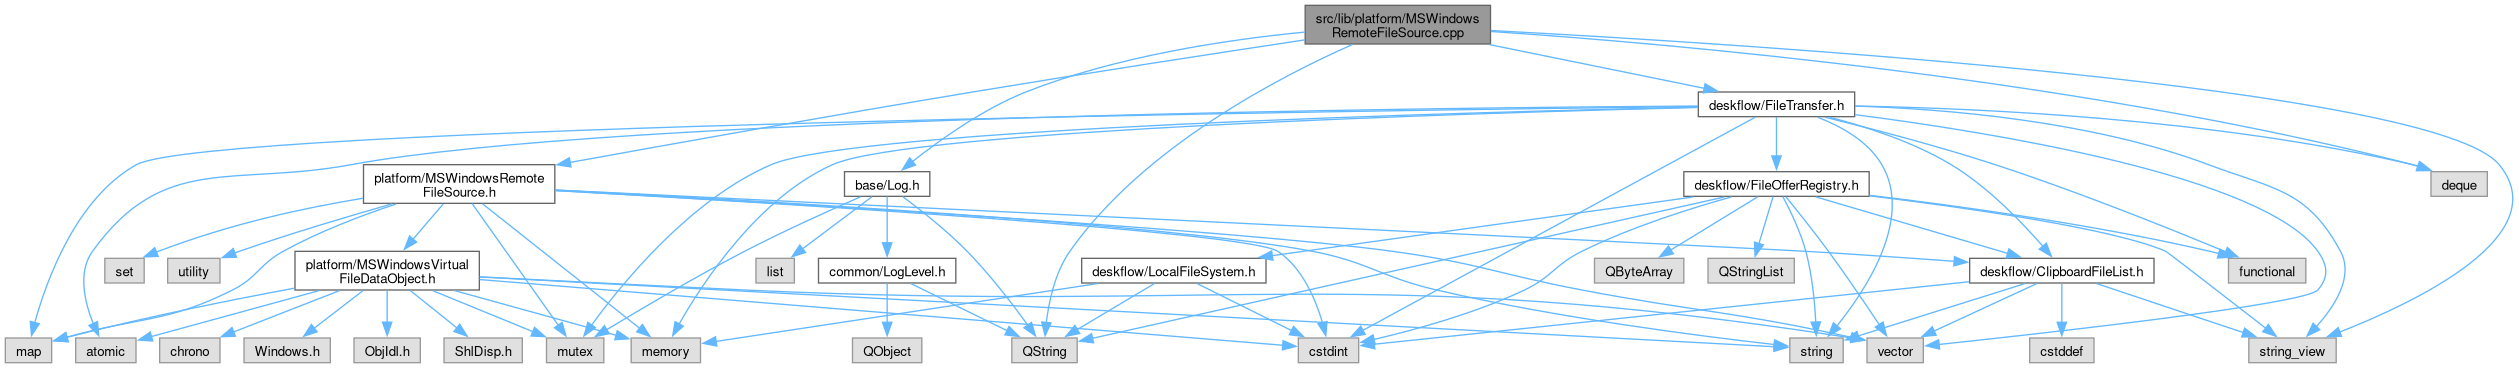 src/lib/platform/MSWindows
RemoteFileSource.cpp
deskflow/FileTransfer.h
platform/MSWindowsRemote
FileSource.h
base/Log.h
deskflow/FileOfferRegistry.h
deque
set
utility
platform/MSWindowsVirtual
FileDataObject.h
list
common/LogLevel.h
deskflow/LocalFileSystem.h
QByteArray
QStringList
deskflow/ClipboardFileList.h
functional
map
atomic
chrono
Windows.h
ObjIdl.h
ShlDisp.h
mutex
memory
QObject
QString
cstdint
string
vector
cstddef
string_view